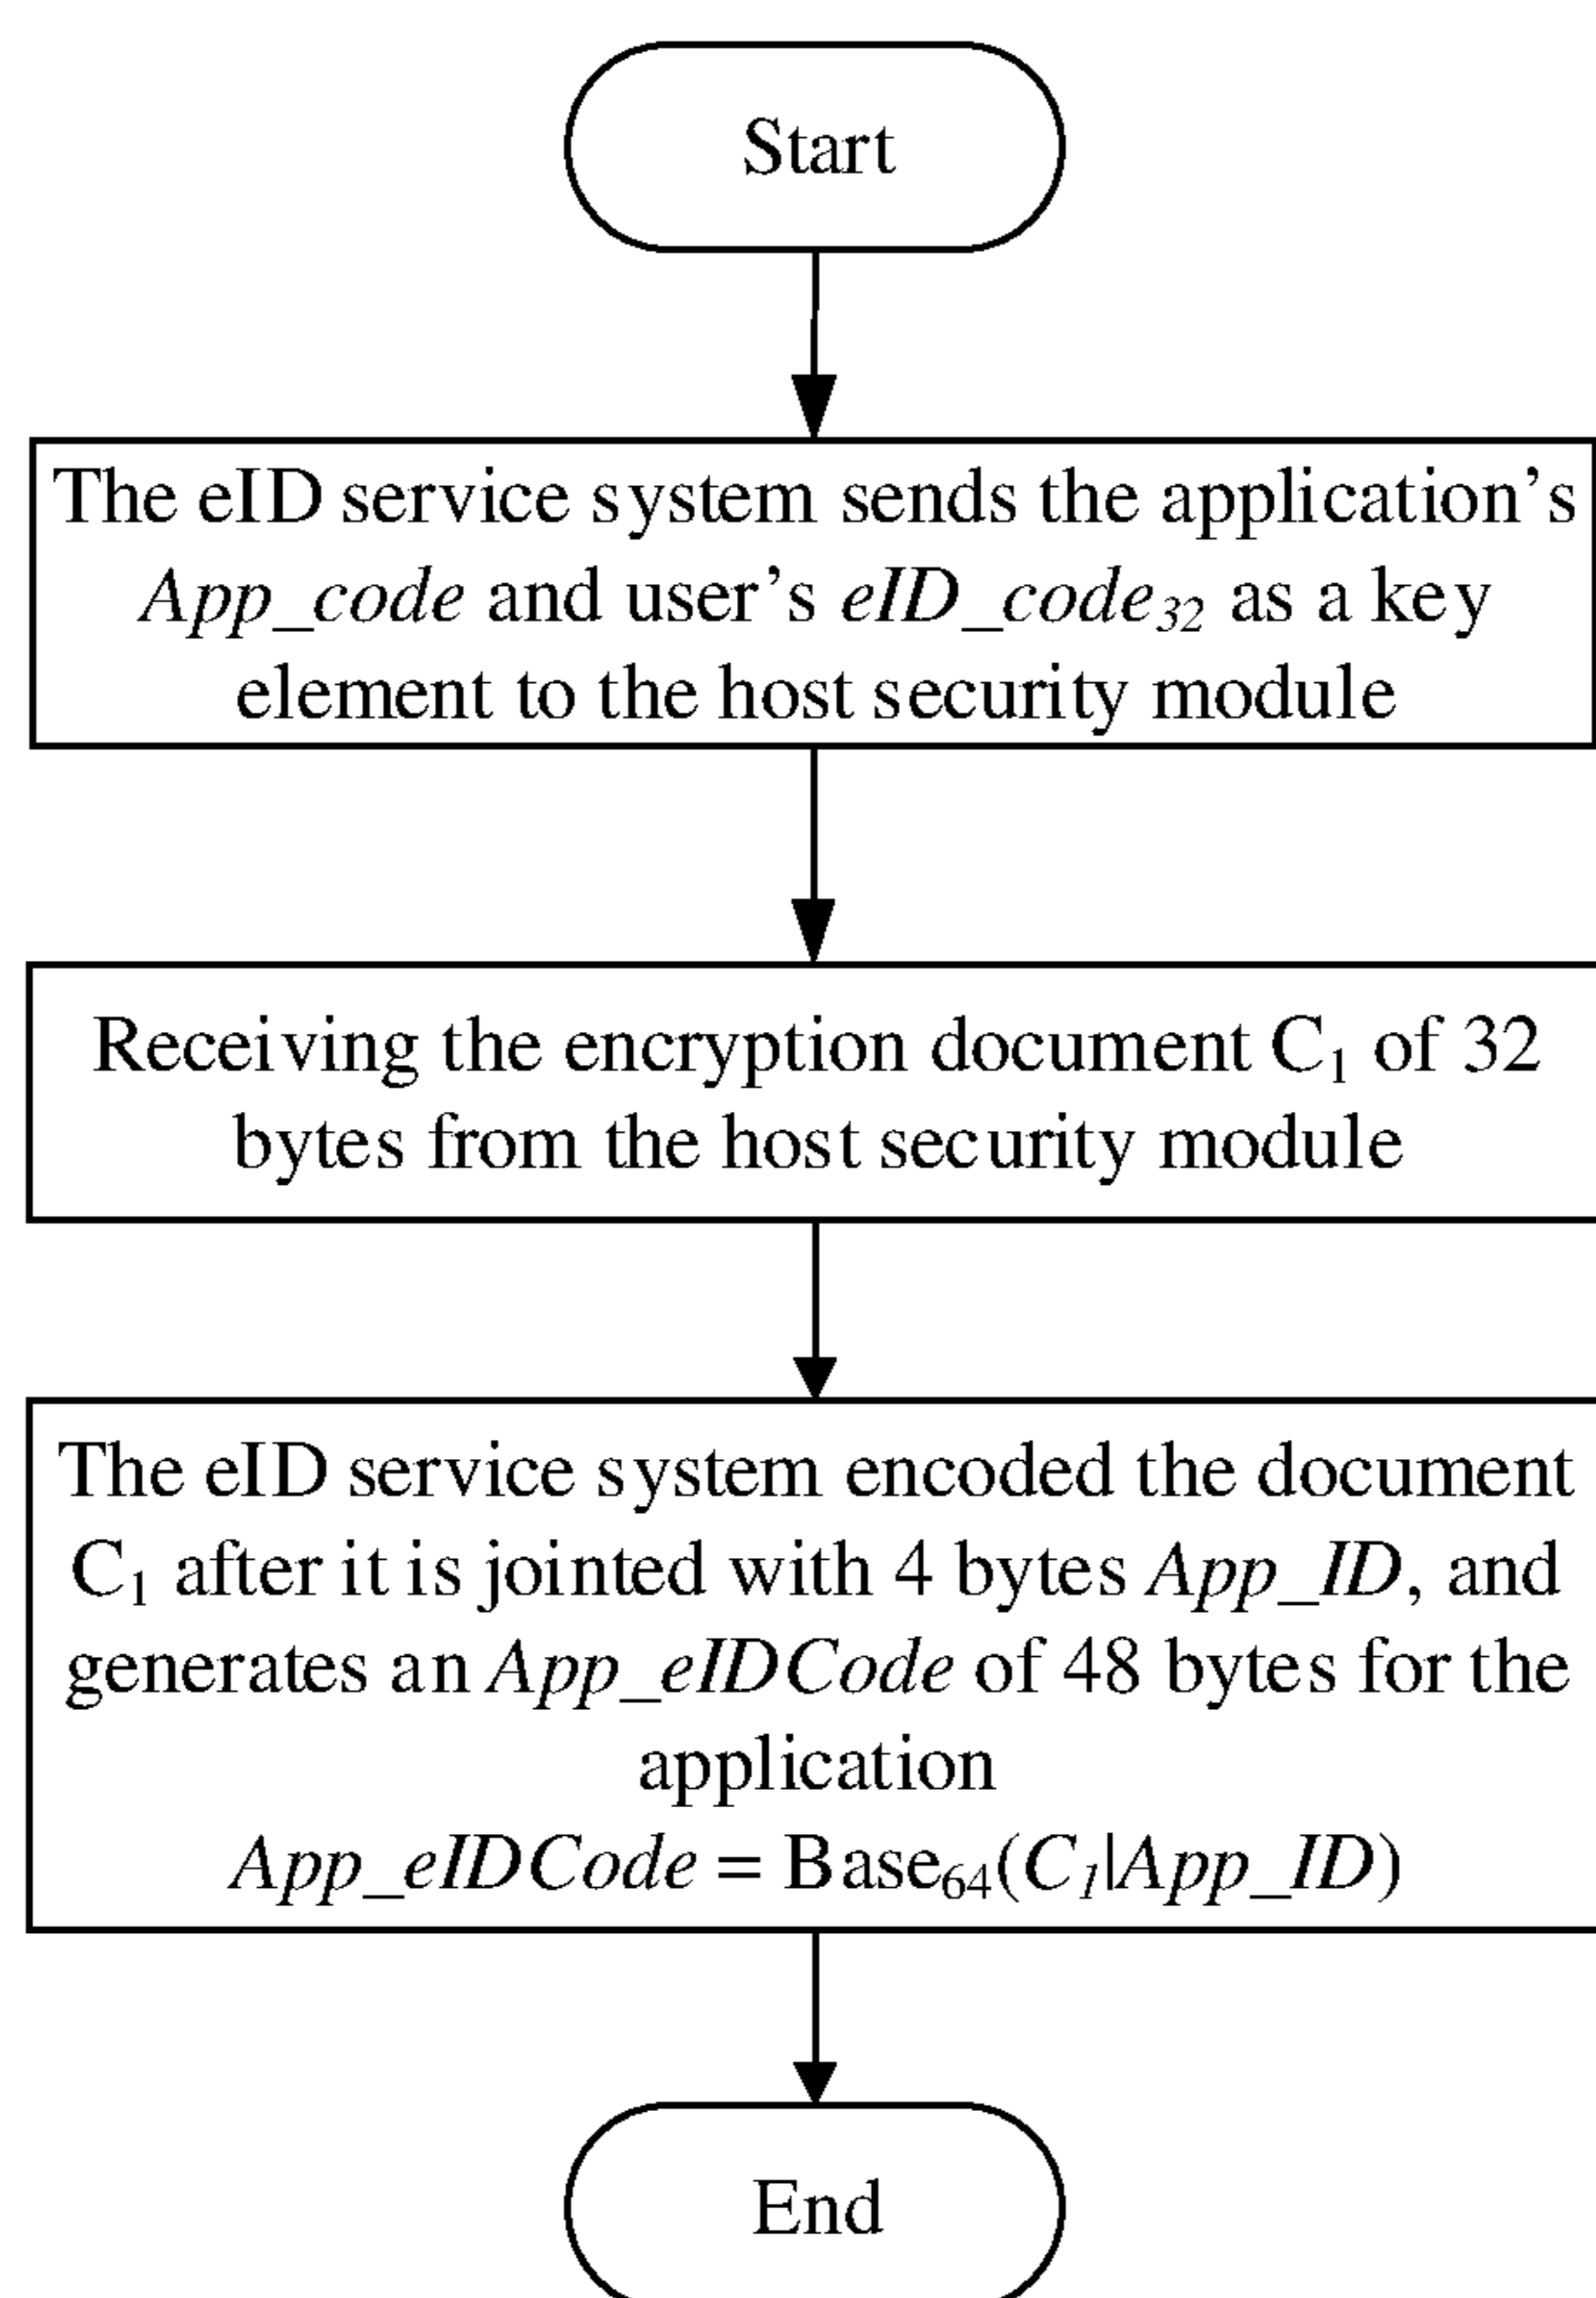 Start
The eID service system sends the application’s
App_code and user’s eID_code₃₂ as a key
element to the host security module
Receiving the encryption document C₁ of 32
bytes from the host security module
The eID service system encoded the document
C₁ after it is jointed with 4 bytes App_ID, and
generates an App_eIDCode of 48 bytes for the
application
App_eIDCode = Base₆₄(C₁|App_ID)
End